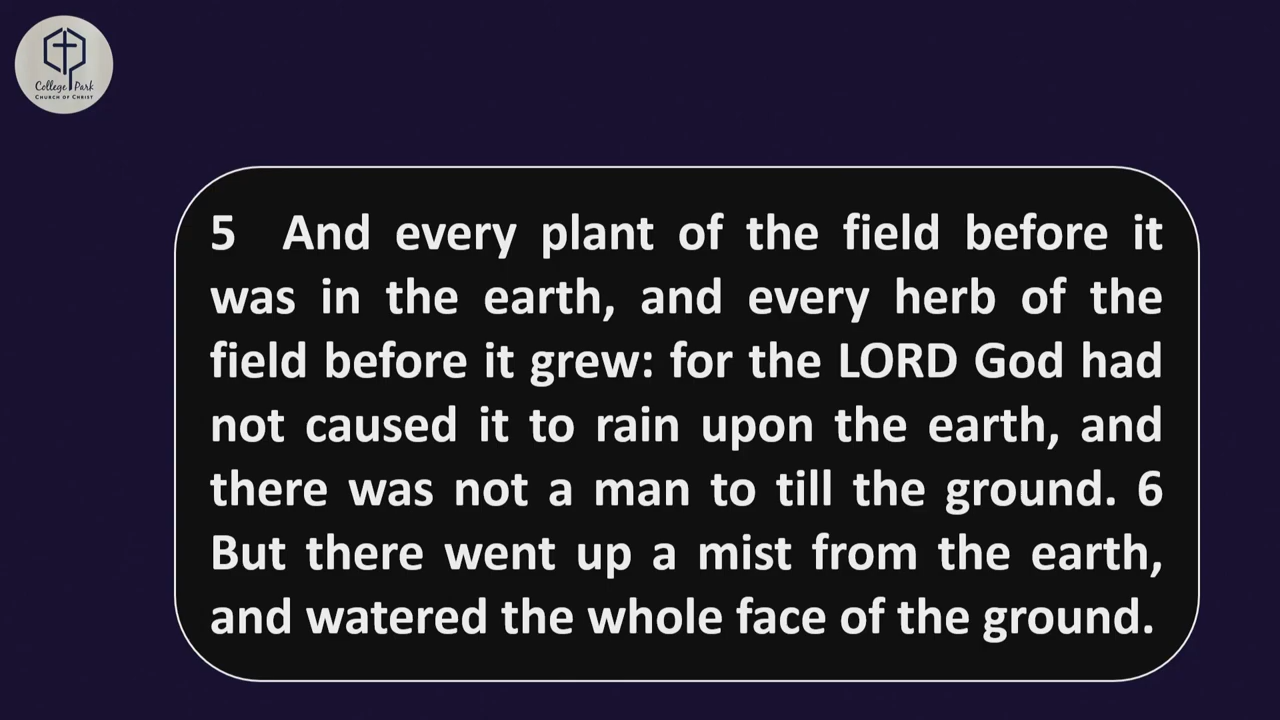 College Park
CHURCH OF CHRIST
5 And every plant of the field before it
was in the earth, and every herb of the
field before it grew: for the LORD God had
not caused it to rain upon the earth, and
there was not a man to till the ground. 6
But there went up a mist from the earth,
and watered the whole face of the ground.